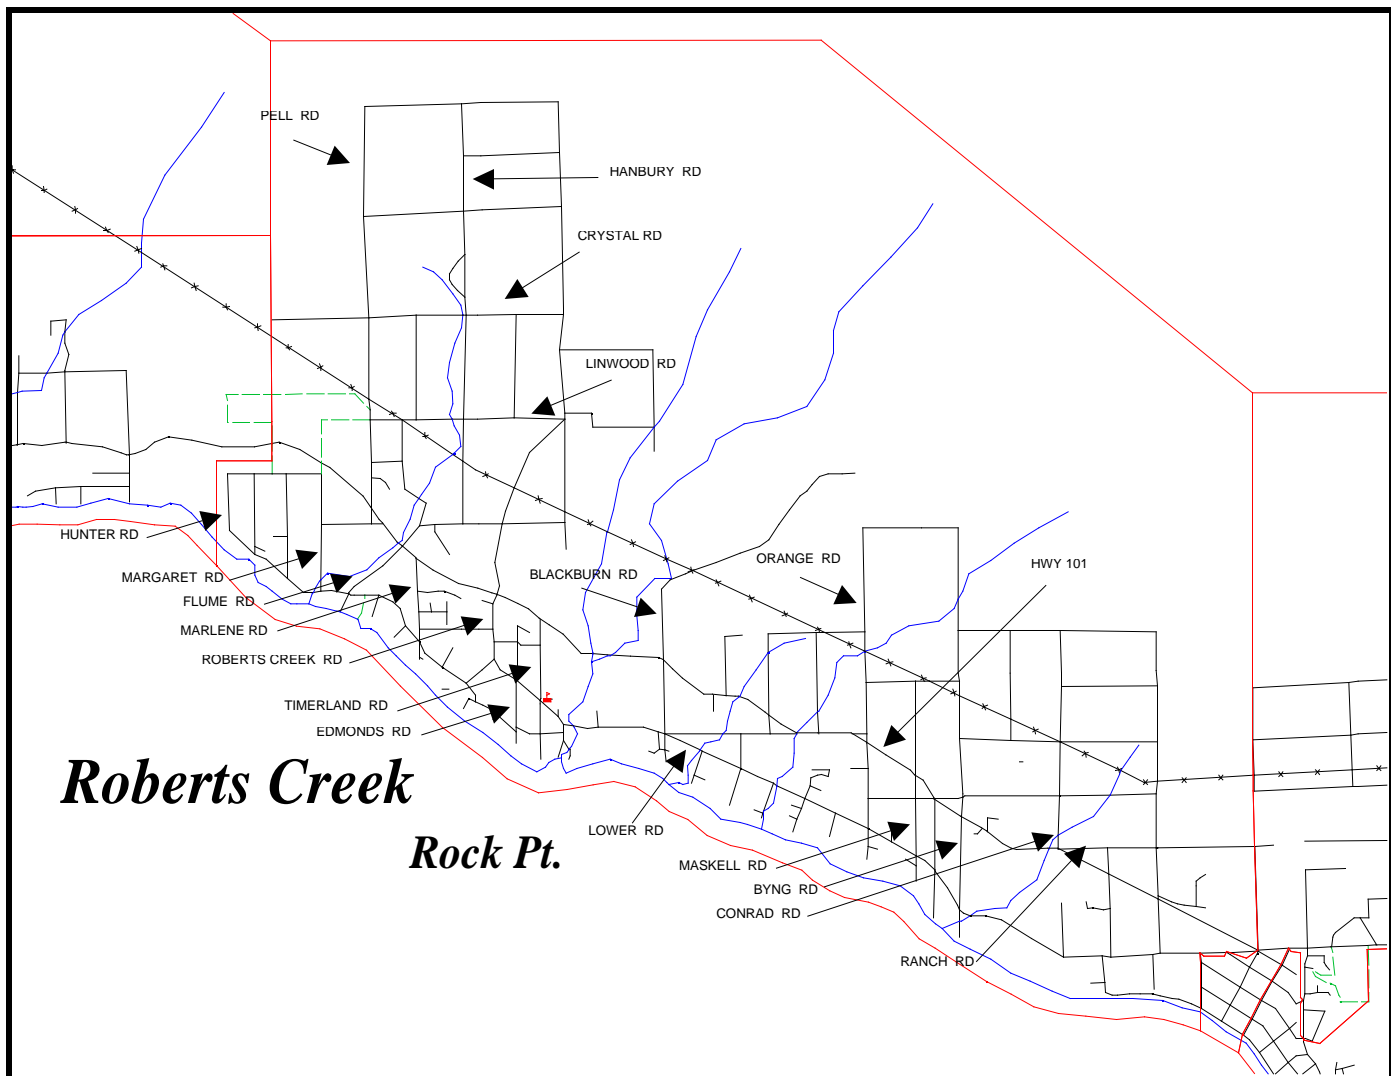 PELL RD
HANBURY RD
CRYSTAL RD
LINWOOD RD
HUNTER RD
MARGARET RD
FLUME RD
MARLENE RD
ROBERTS CREEK RD
BLACKBURN RD
ORANGE RD
HWY 101
TIMERLAND RD
EDMONDS RD
Roberts Creek
Rock Pt.
LOWER RD
MASKELL RD
BYNG RD
CONRAD RD
RANCH RD